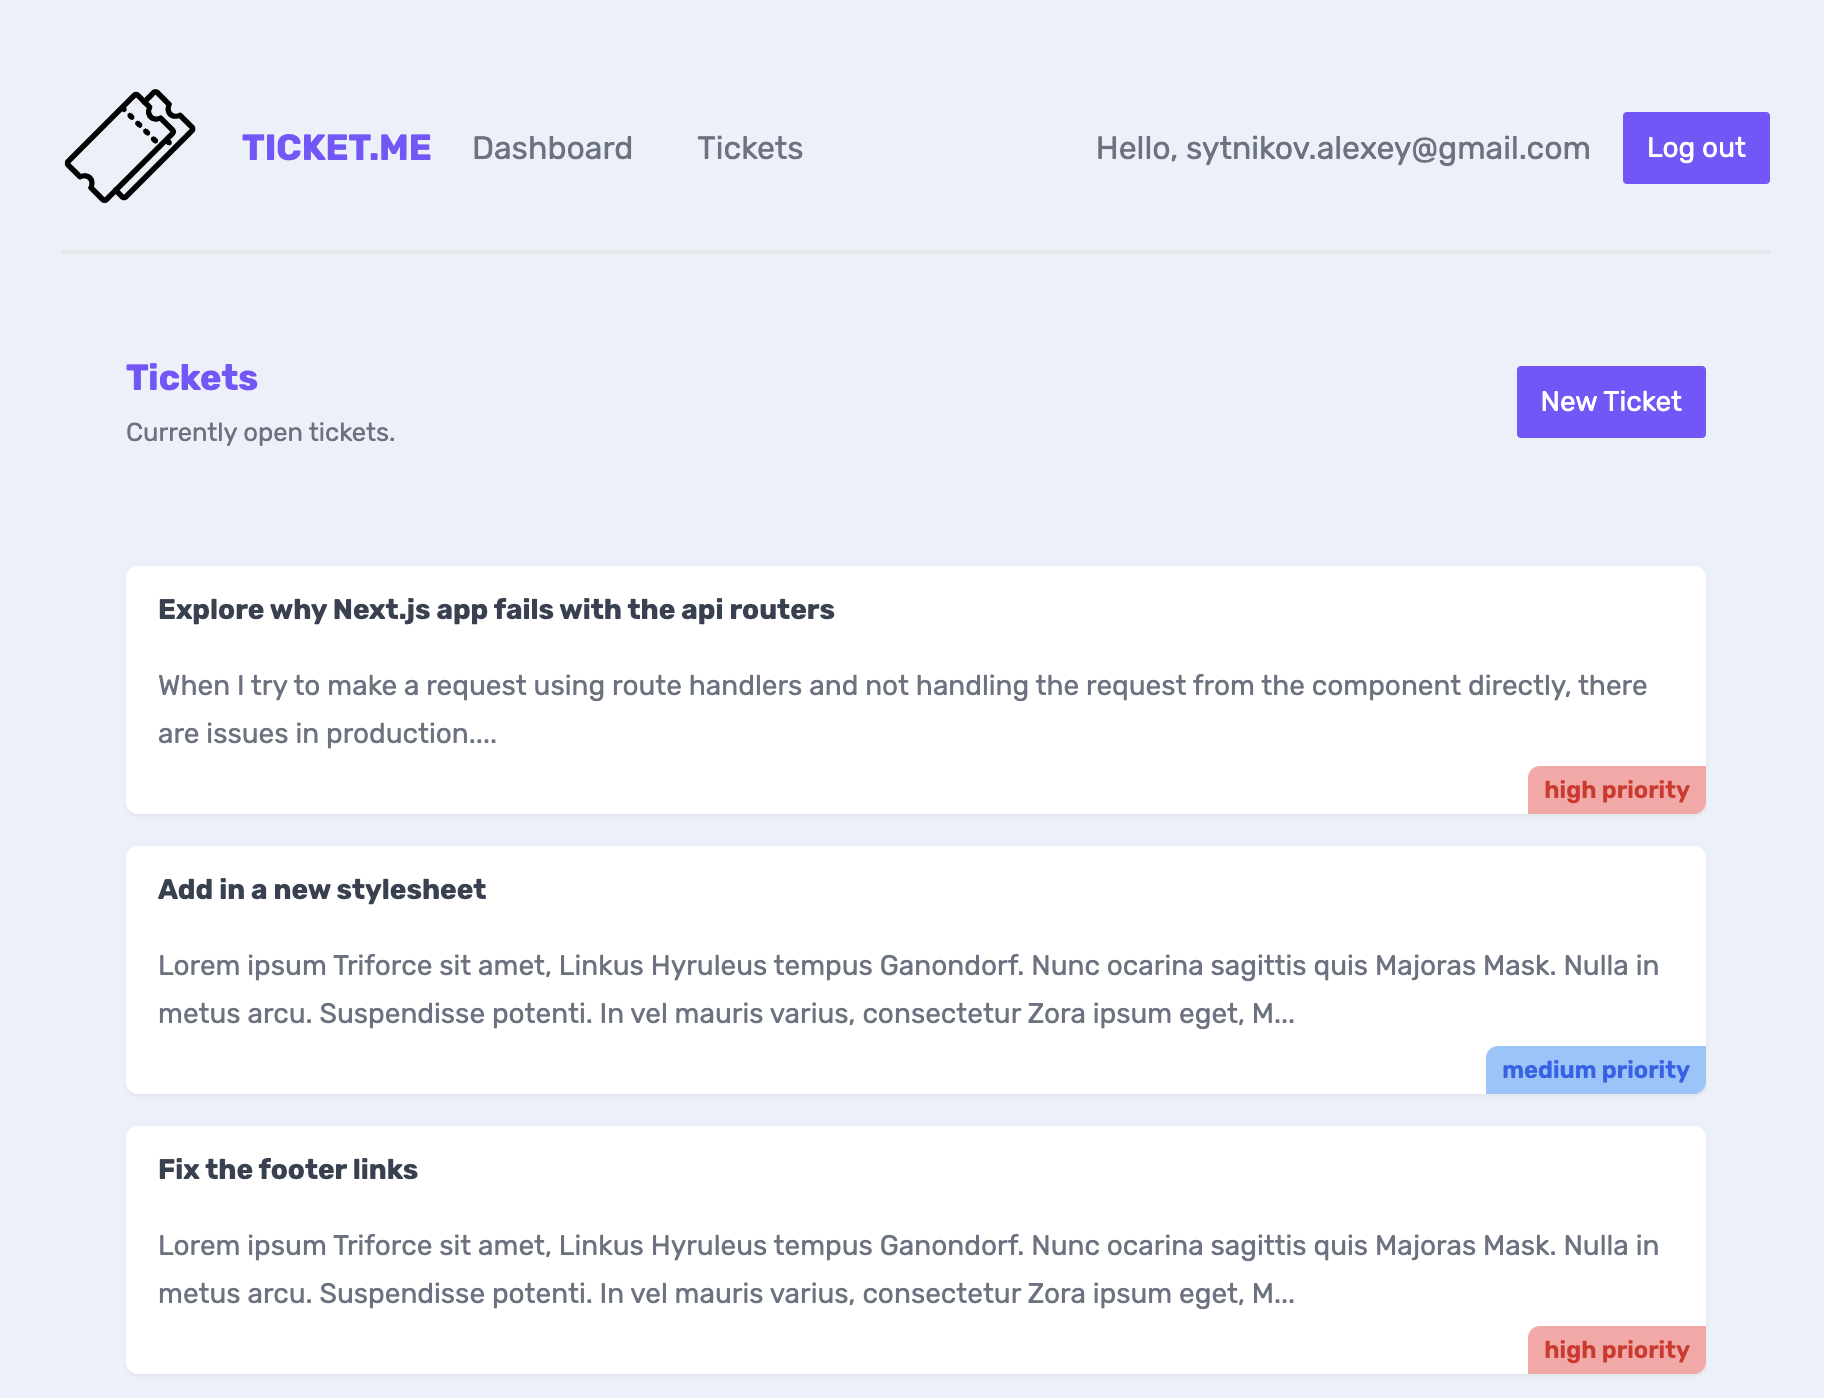 TICKET.ME Dashboard Tickets Hello, sytnikov.alexey@gmail.com Log out
Tickets
New Ticket
Currently open tickets.
Explore why Next.js app fails with the api routers
When I try to make a request using route handlers and not handling the request from the component directly, there
are issues in production....
high priority
Add in a new stylesheet
Lorem ipsum Triforce sit amet, Linkus Hyruleus tempus Ganondorf. Nunc ocarina sagittis quis Majoras Mask. Nulla in
metus arcu. Suspendisse potenti. In vel mauris varius, consectetur Zora ipsum eget, M...
medium priority
Fix the footer links
Lorem ipsum Triforce sit amet, Linkus Hyruleus tempus Ganondorf. Nunc ocarina sagittis quis Majoras Mask. Nulla in
metus arcu. Suspendisse potenti. In vel mauris varius, consectetur Zora ipsum eget, M...
high priority